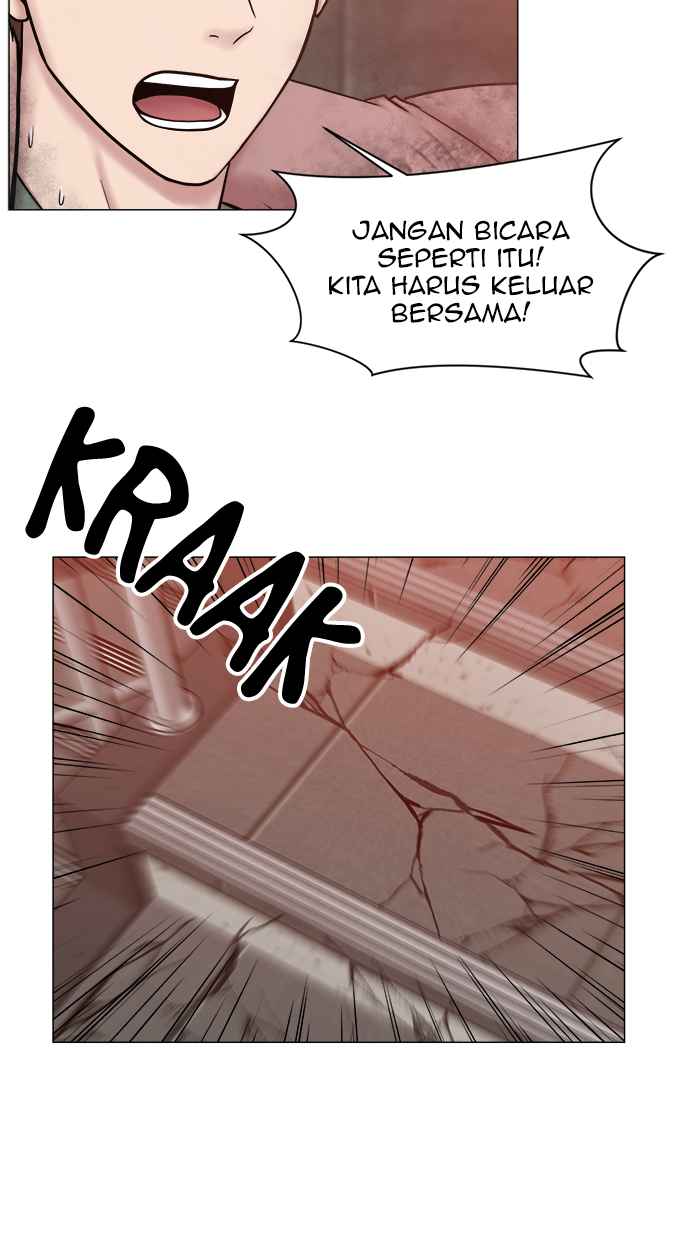 JANGAN BICARA
SEPERTI ITU!
KITA HARUS KELUAR
BERSAMA!
KRAAK